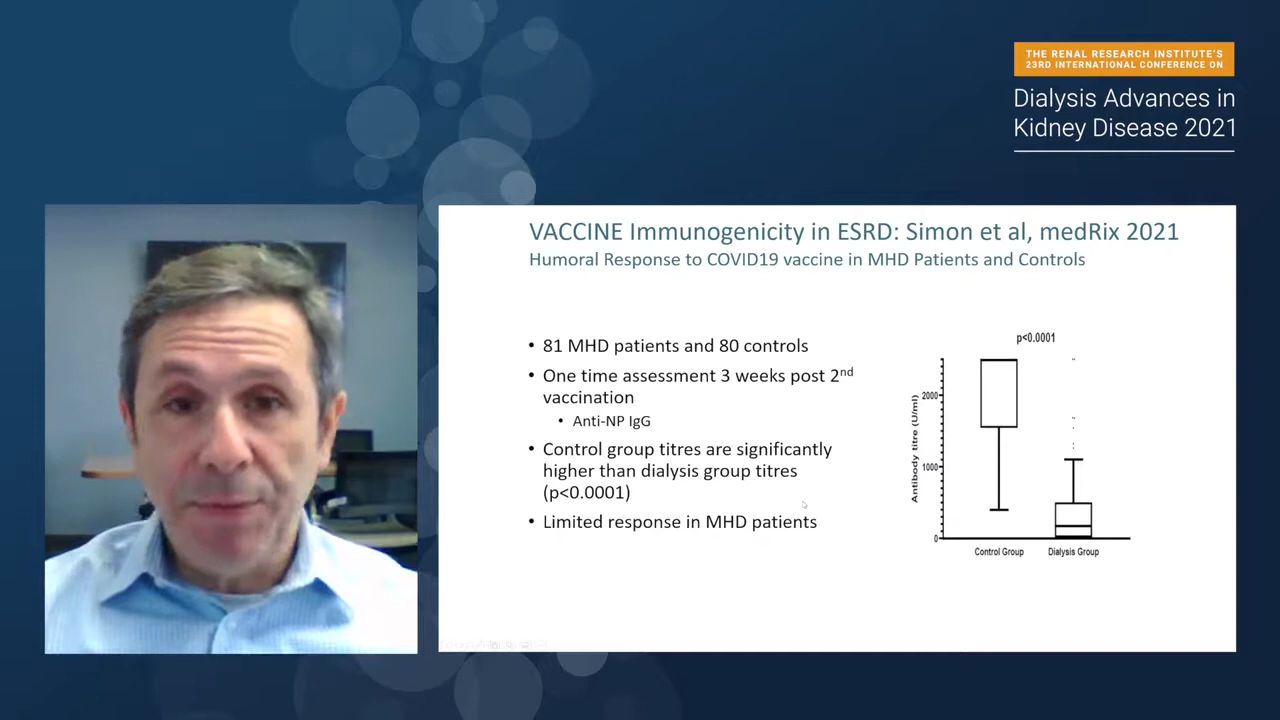 THE RENAL RESEARCH INSTITUTE'S
23RD INTERNATIONAL CONFERENCE ON
Dialysis Advances in
Kidney Disease 2021
VACCINE Immunogenicity in ESRD: Simon et al, medRix 2021
Humoral Response to COVID19 vaccine in MHD Patients and Controls
• 81 MHD patients and 80 controls
• One time assessment 3 weeks post 2nd
vaccination
• Anti-NP IgG
• Control group titres are significantly
higher than dialysis group titres
(p<0.0001)
• Limited response in MHD patients
p<0.0001
Antibody titre (U/ml)
2000
1000
0
Control Group
Dialysis Group